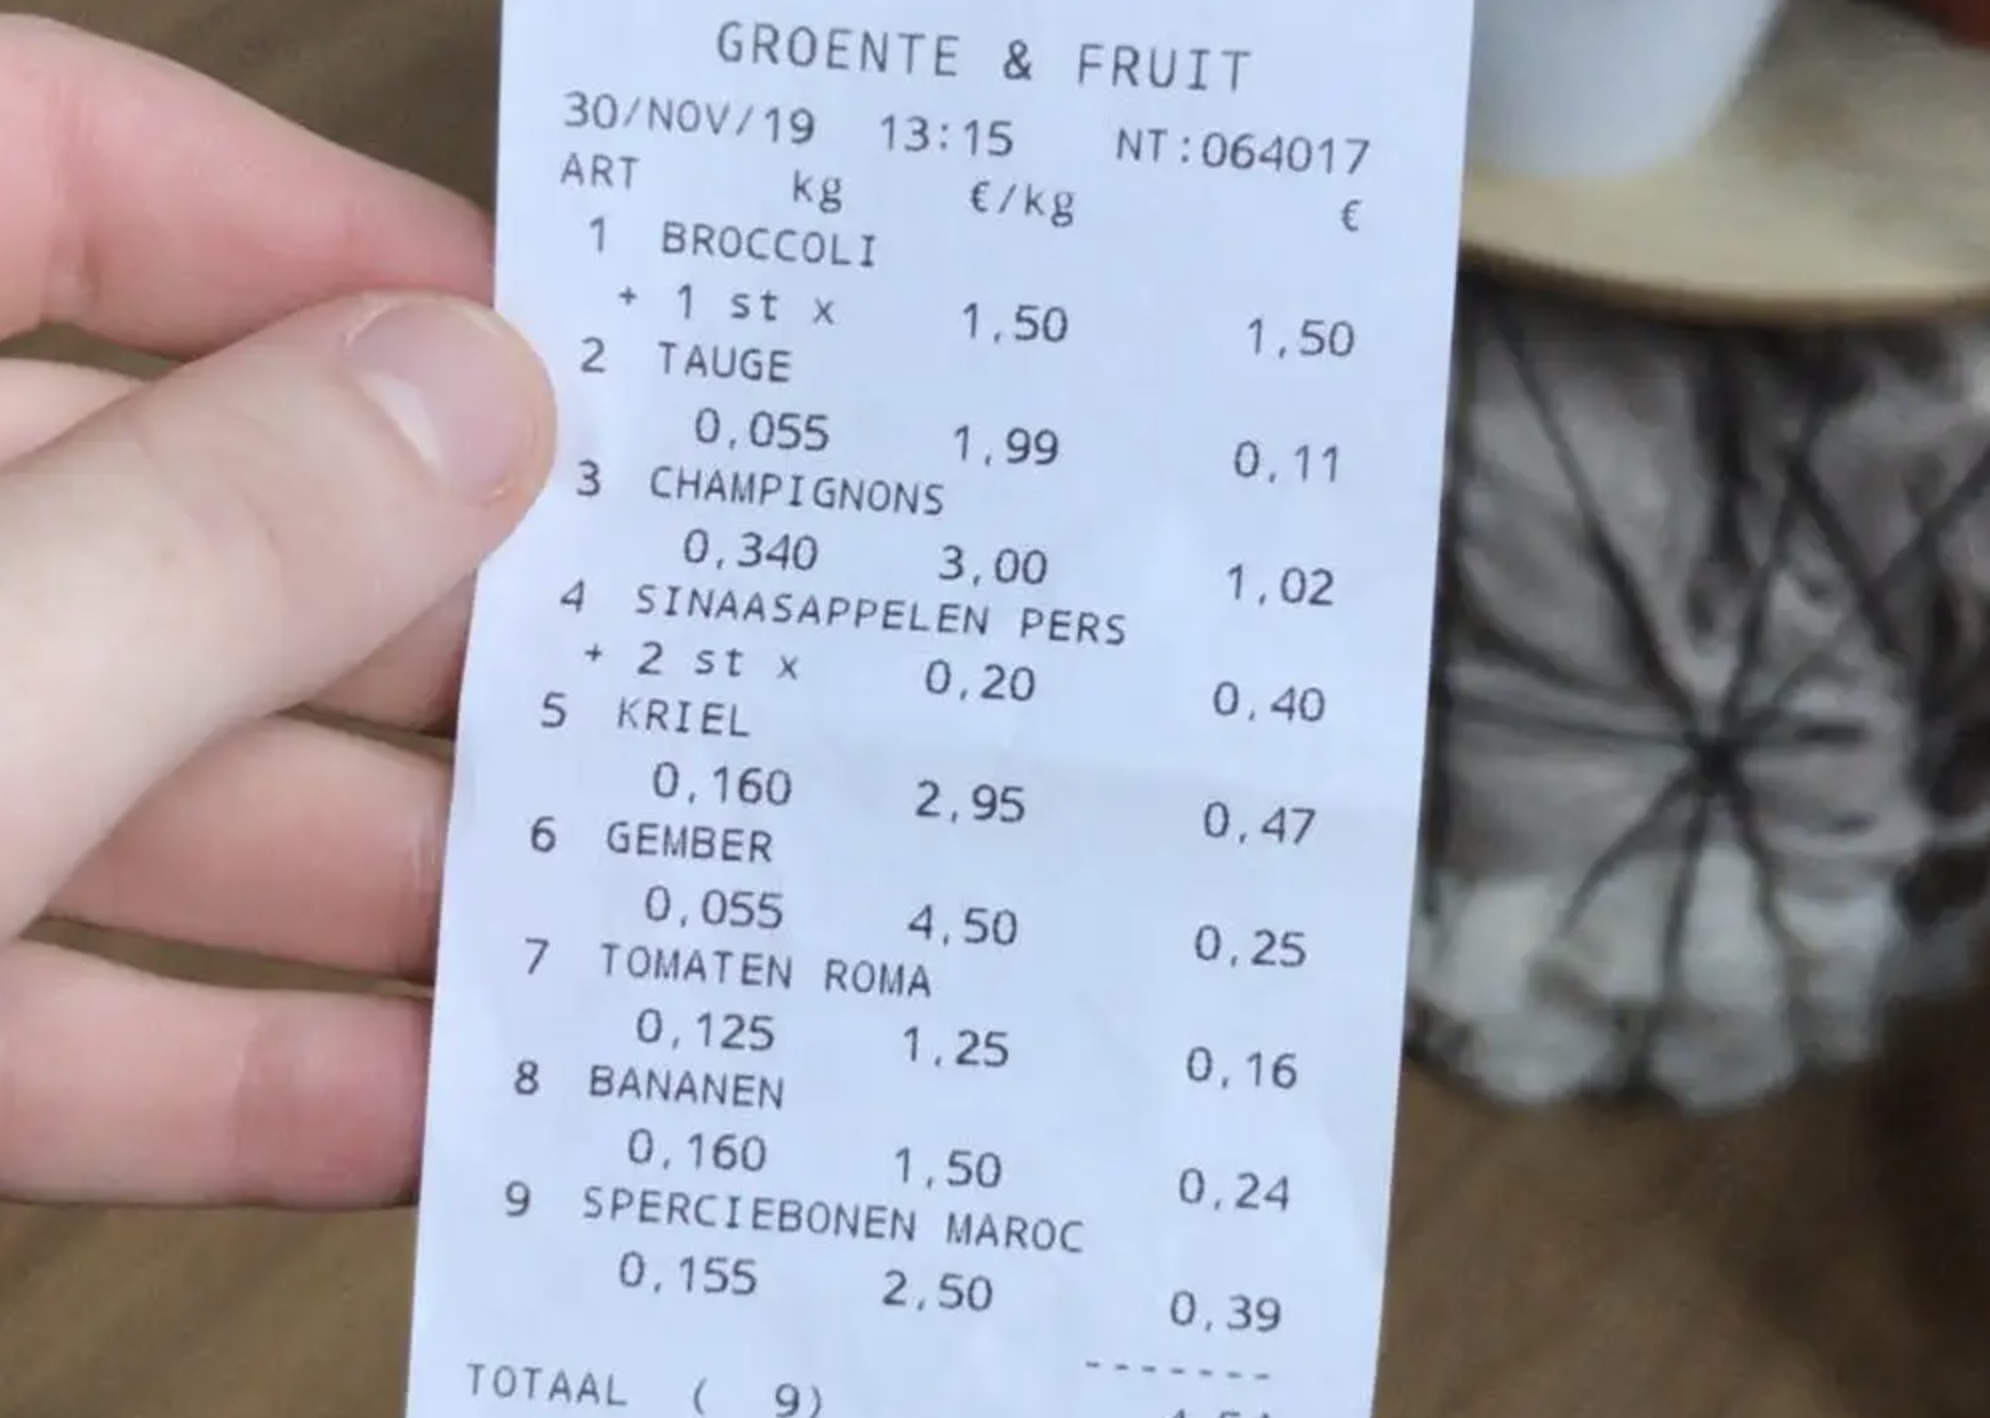 GROENTE & FRUIT
30/NOV/19 13:15 NT:064017
ART kg €/kg €
1 BROCCOLI
+ 1 st x 1,50 1,50
2 TAUGE
0,055 1,99 0,11
3 CHAMPIGNONS
0,340 3,00 1,02
4 SINAASAPPELEN PERS
+ 2 st x 0,20 0,40
5 KRIEL
0,160 2,95 0,47
6 GEMBER
0,055 4,50 0,25
7 TOMATEN ROMA
0,125 1,25 0,16
8 BANANEN
0,160 1,50 0,24
9 SPERCIEBONEN MAROC
0,155 2,50 0,39
-------
TOTAAL ( 9)